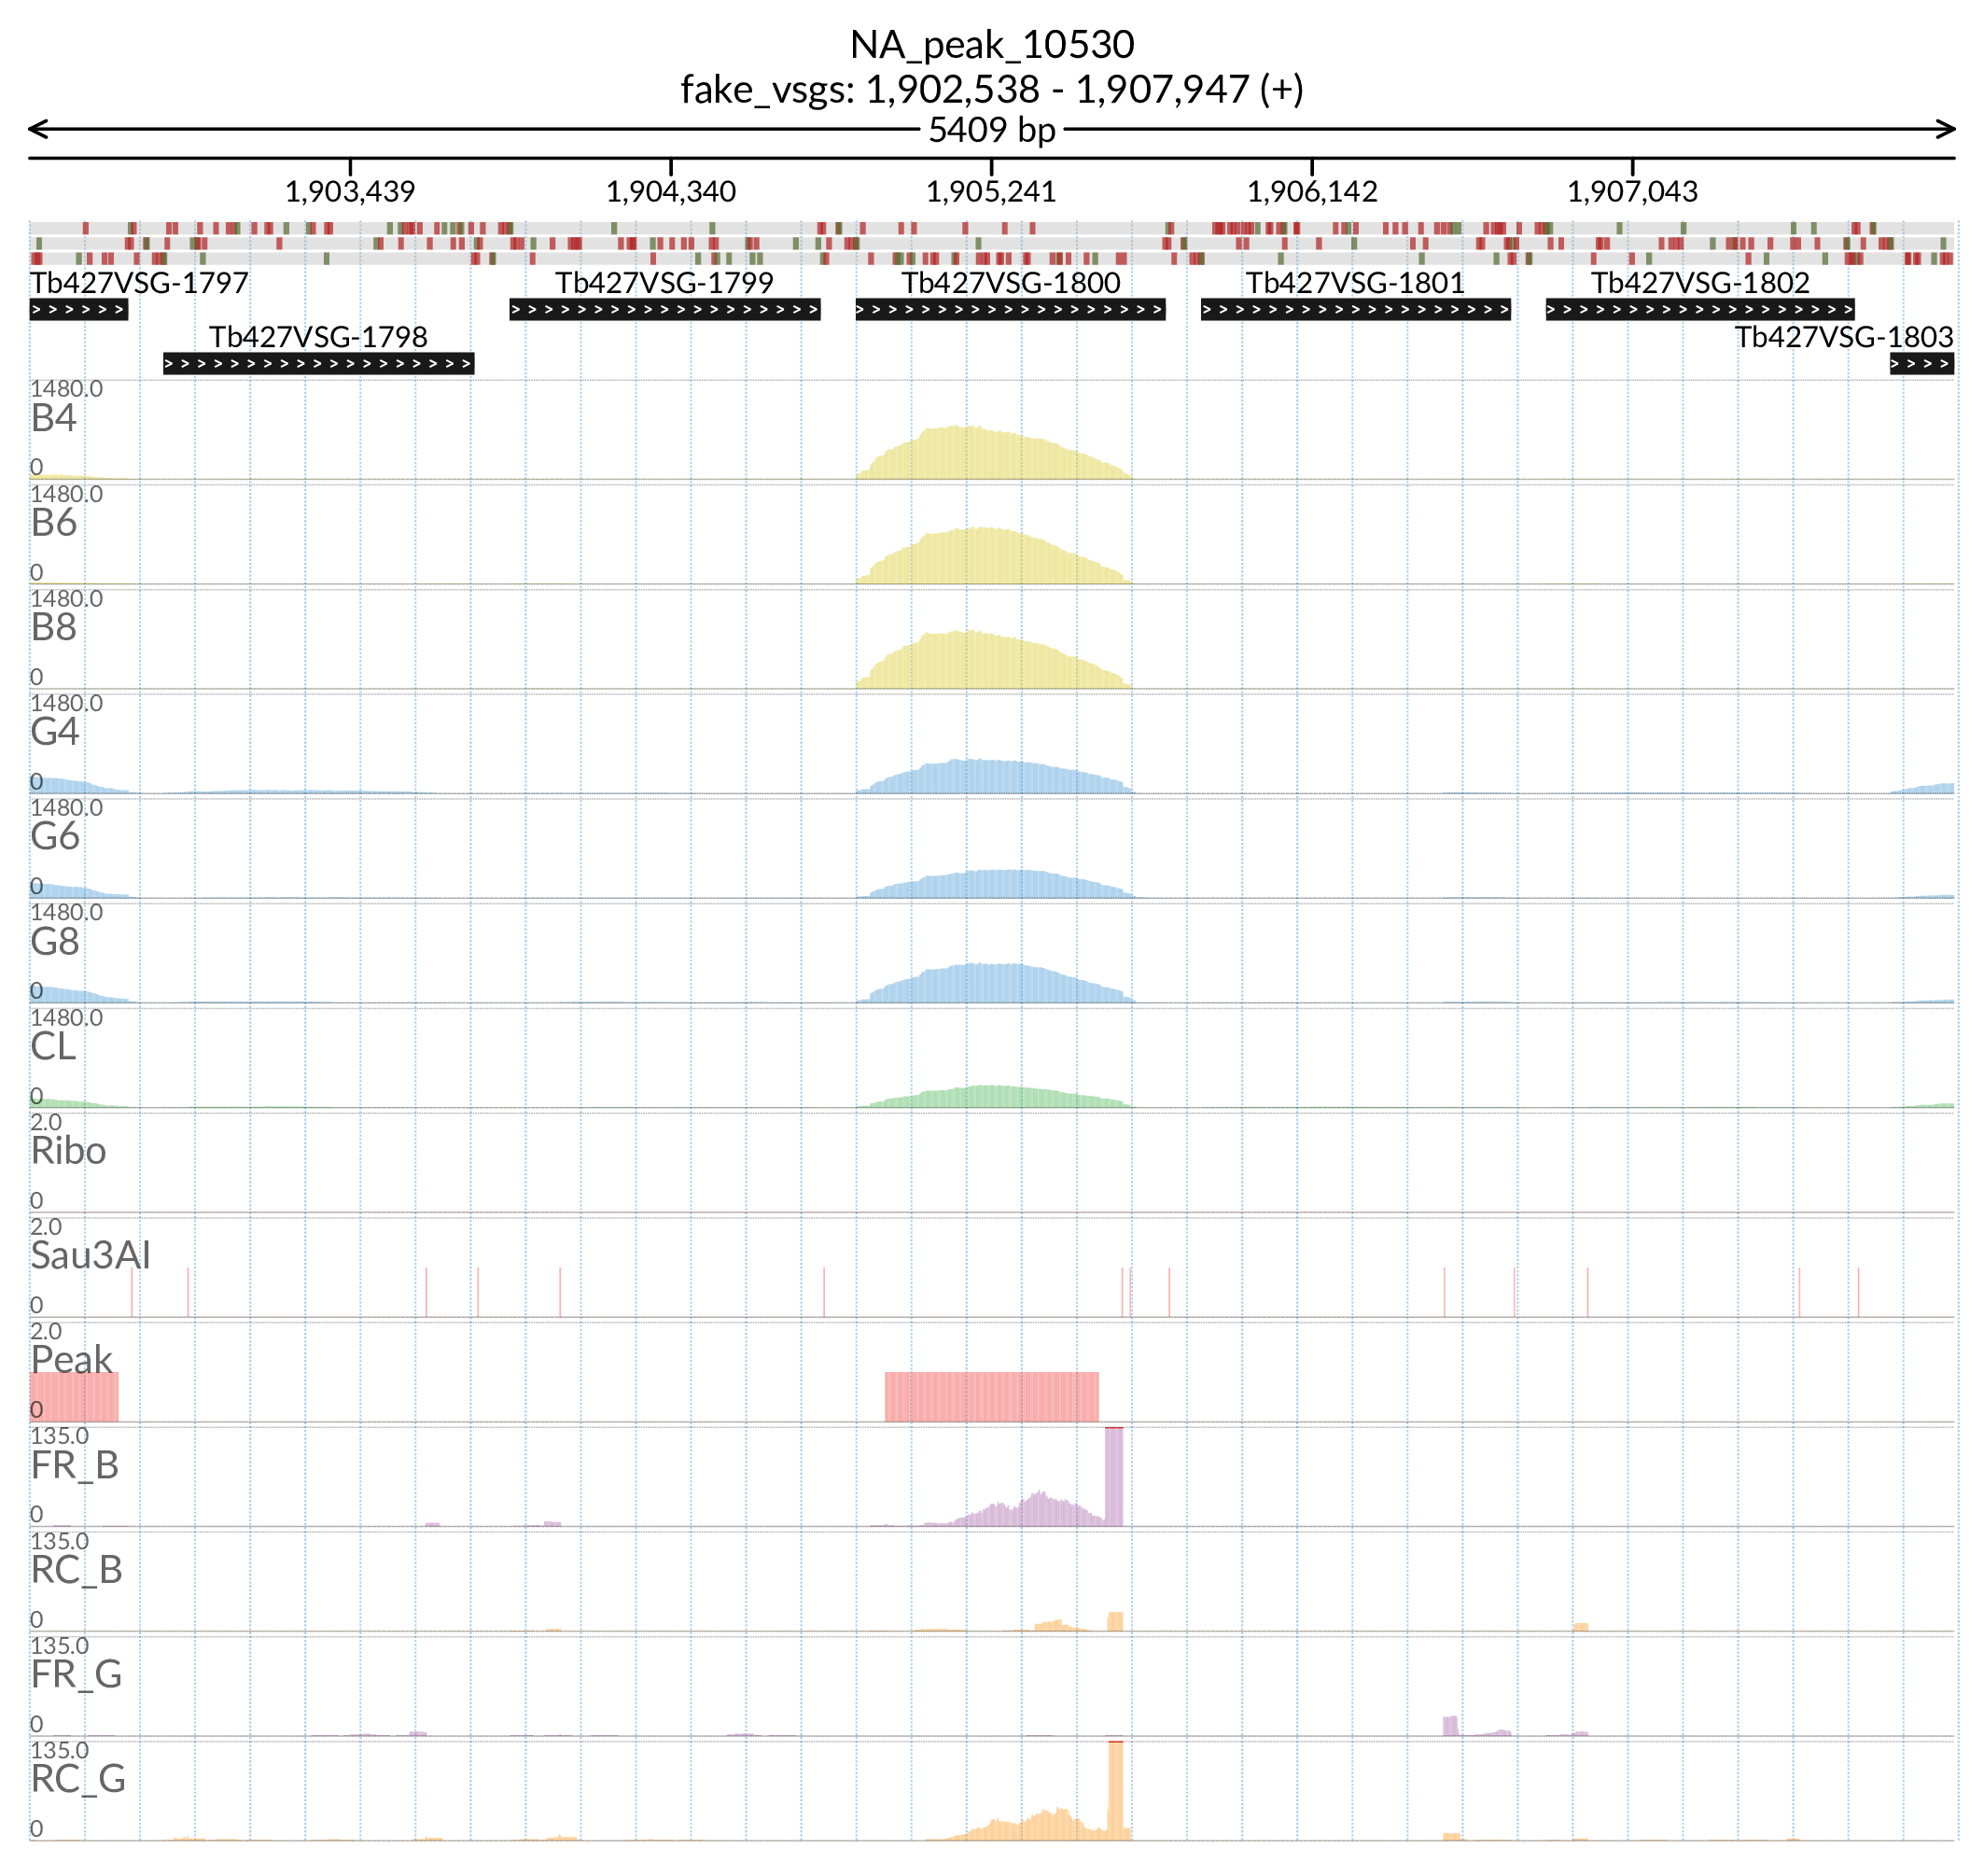 NA_peak_10530
fake_vsgs: 1,902,538 - 1,907,947 (+)
5409 bp
1,903,439 1,904,340 1,905,241 1,906,142 1,907,043
Tb427VSG-1797 Tb427VSG-1799 Tb427VSG-1800 Tb427VSG-1801 Tb427VSG-1802
Tb427VSG-1798 Tb427VSG-1803
1480.0
B4
0
1480.0
B6
0
1480.0
B8
0
1480.0
G4
0
1480.0
G6
0
1480.0
G8
0
1480.0
CL
0
2.0
Ribo
0
2.0
Sau3AI
0
2.0
Peak
0
135.0
FR_B
0
135.0
RC_B
0
135.0
FR_G
0
135.0
RC_G
0